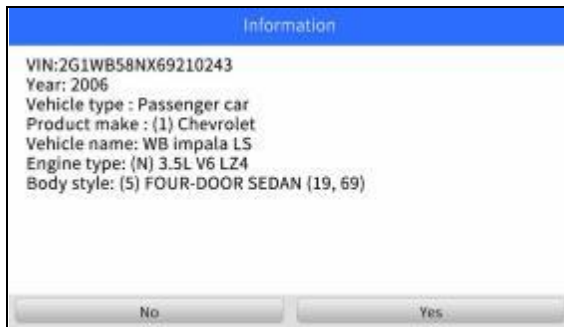 Information
VIN:2G1WB58NX69210243
Year: 2006
Vehicle type : Passenger car
Product make : (1) Chevrolet
Vehicle name: WB impala LS
Engine type: (N) 3.5L V6 LZ4
Body style: (5) FOUR-DOOR SEDAN (19, 69)
No
Yes